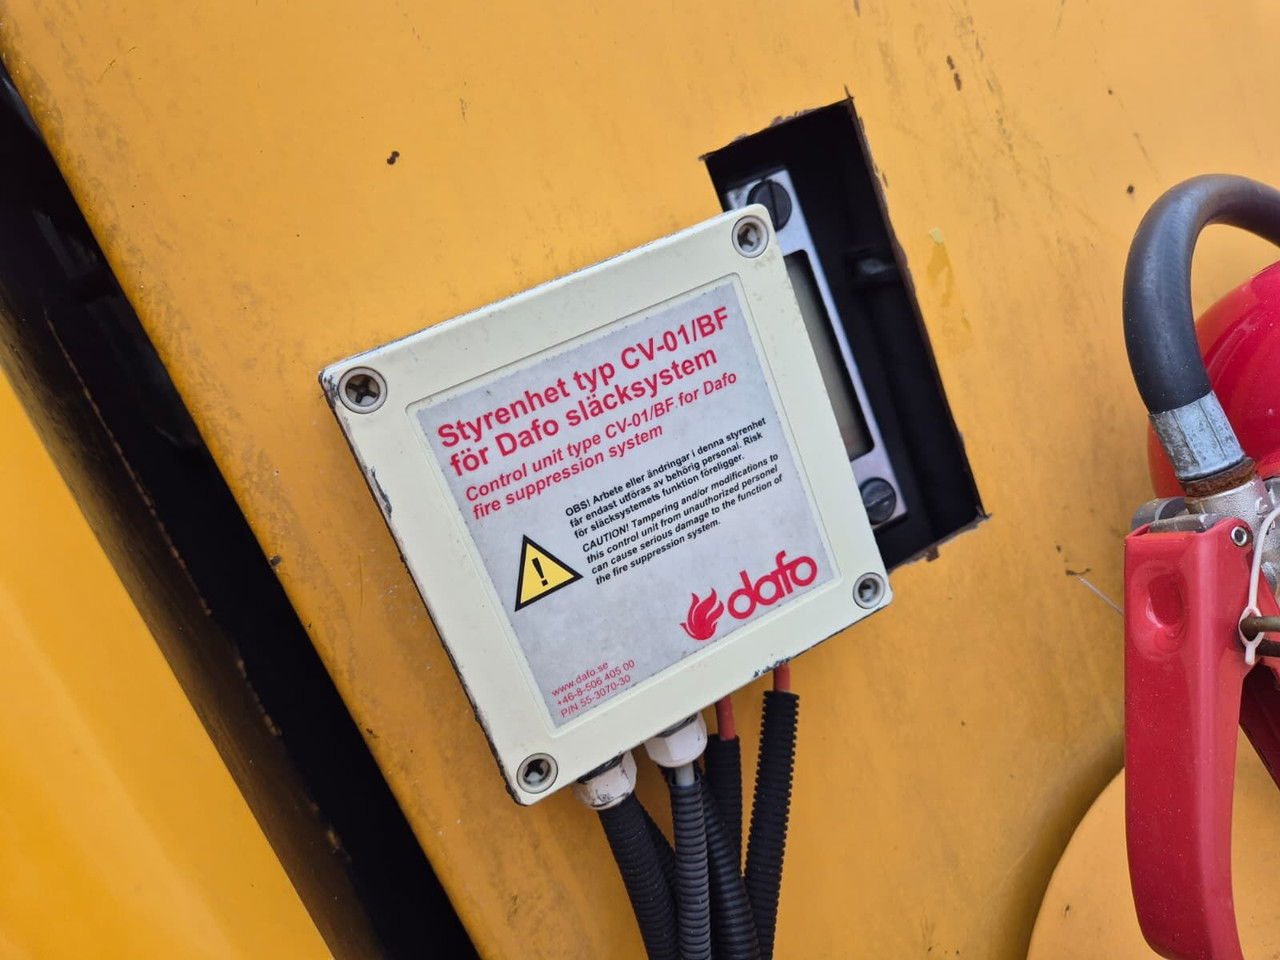 Styrenhet typ CV-01/BF
för Dafo släcksystem
Control unit type CV-01/BF for Dafo
fire suppression system
OBS! Arbete eller ändringar i denna styrenhet
får endast utföras av behörig personal. Risk
för släcksystemets funktion föreligger.
CAUTION! Tampering and/or modifications to
this control unit from unauthorized personel
can cause serious damage to the function of
the fire suppression system.
!
dafo
www.dafo.se
+46-8-506 405 00
P/N 55-3070-30